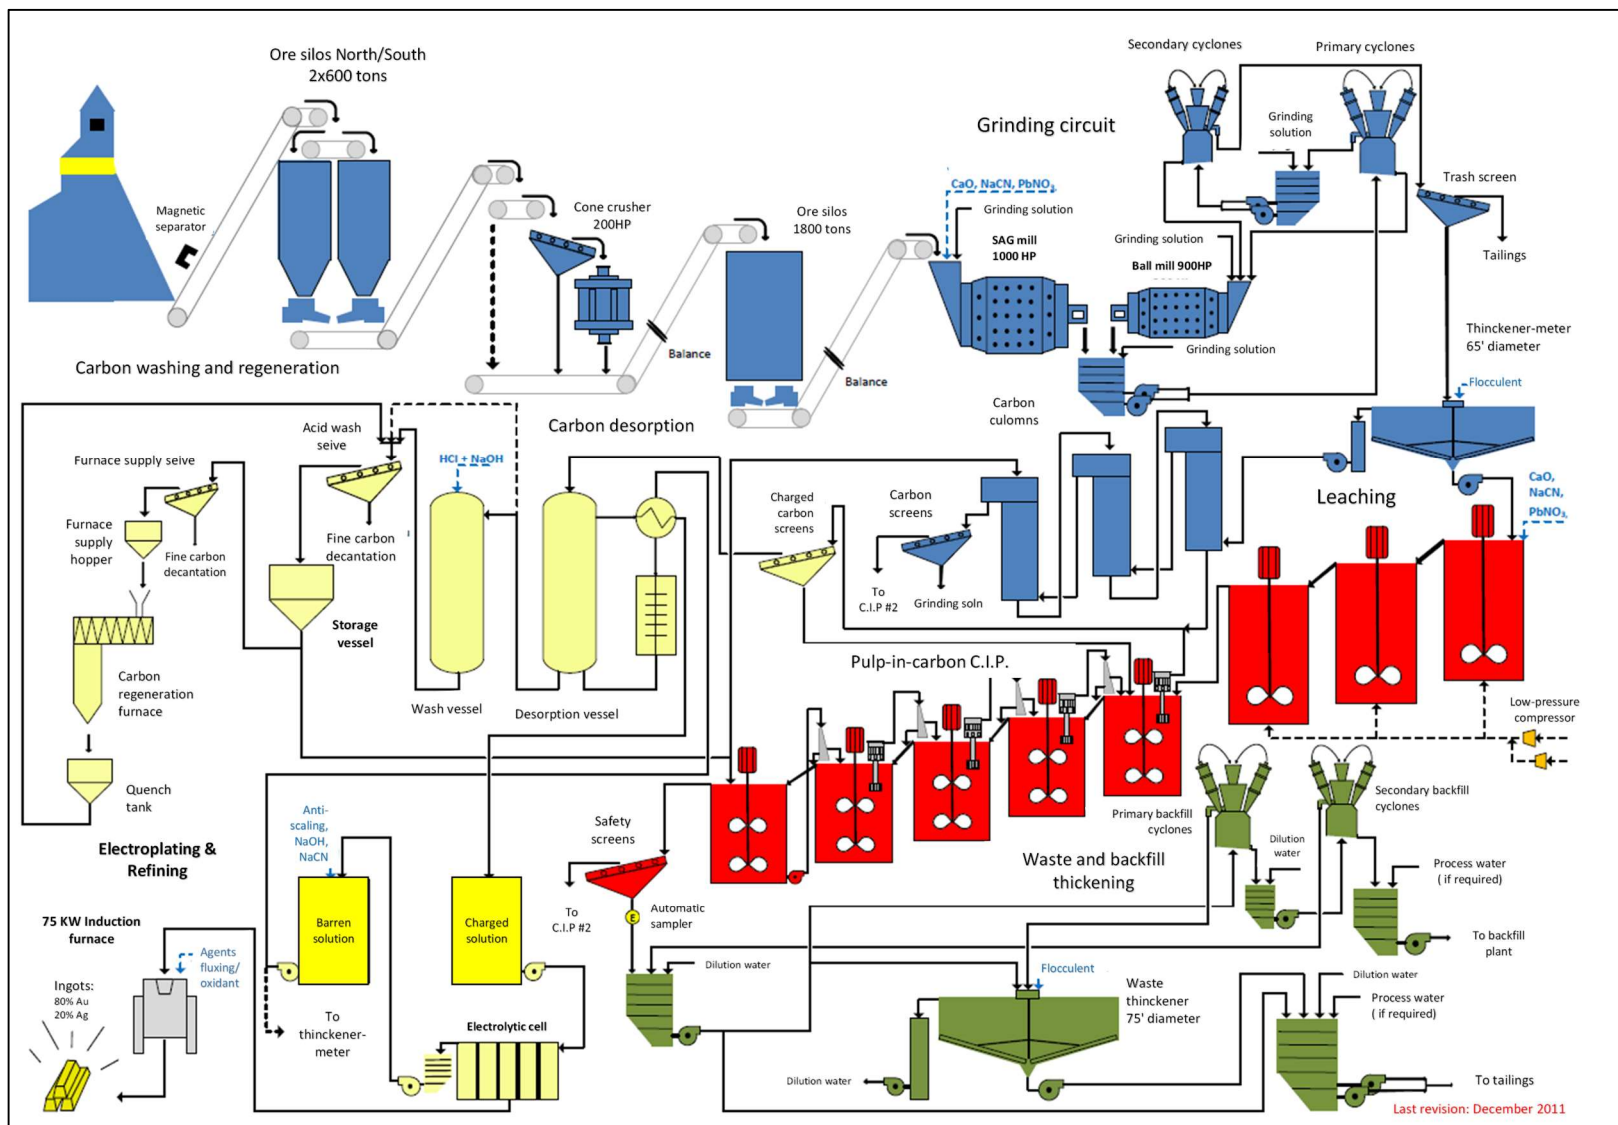 Ore silos North/South
2x600 tons
Secondary cyclones
Primary cyclones
Grinding circuit
Grinding
solution
Magnetic
separator
Cone crusher
200HP
Ore silos
1800 tons
CaO, NaCN, PbNO3,
Grinding solution
SAG mill
1000 HP
Grinding solution
Ball mill 900HP
Trash screen
Tailings
Balance
Balance
Grinding solution
Thinckener-meter
65' diameter
Flocculent
Carbon washing and regeneration
Carbon desorption
Carbon
culomns
Acid wash
seive
Furnace supply seive
HCl + NaOH
Charged
carbon
screens
Carbon
screens
Leaching
CaO,
NaCN,
PbNO3,
Furnace
supply
hopper
Fine carbon
decantation
Fine carbon
decantation
To
C.I.P #2
Grinding soln
Storage
vessel
Carbon
regeneration
furnace
Wash vessel
Desorption vessel
Pulp-in-carbon C.I.P.
Low-pressure
compressor
Quench
tank
Anti-
scaling,
NaOH,
NaCN
Safety
screens
Primary backfill
cyclones
Secondary backfill
cyclones
Electroplating &
Refining
Waste and backfill
thickening
Dilution
water
Process water
( if required)
75 KW Induction
furnace
Barren
solution
Charged
solution
To
C.I.P #2
E
Automatic
sampler
To backfill
plant
Agents
fluxing/
oxidant
Ingots:
80% Au
20% Ag
Dilution water
Flocculent
Waste
thinckener
75' diameter
Dilution water
Process water
( if required)
To
thinckener-
meter
Electrolytic cell
Dilution water
To tailings
Last revision: December 2011